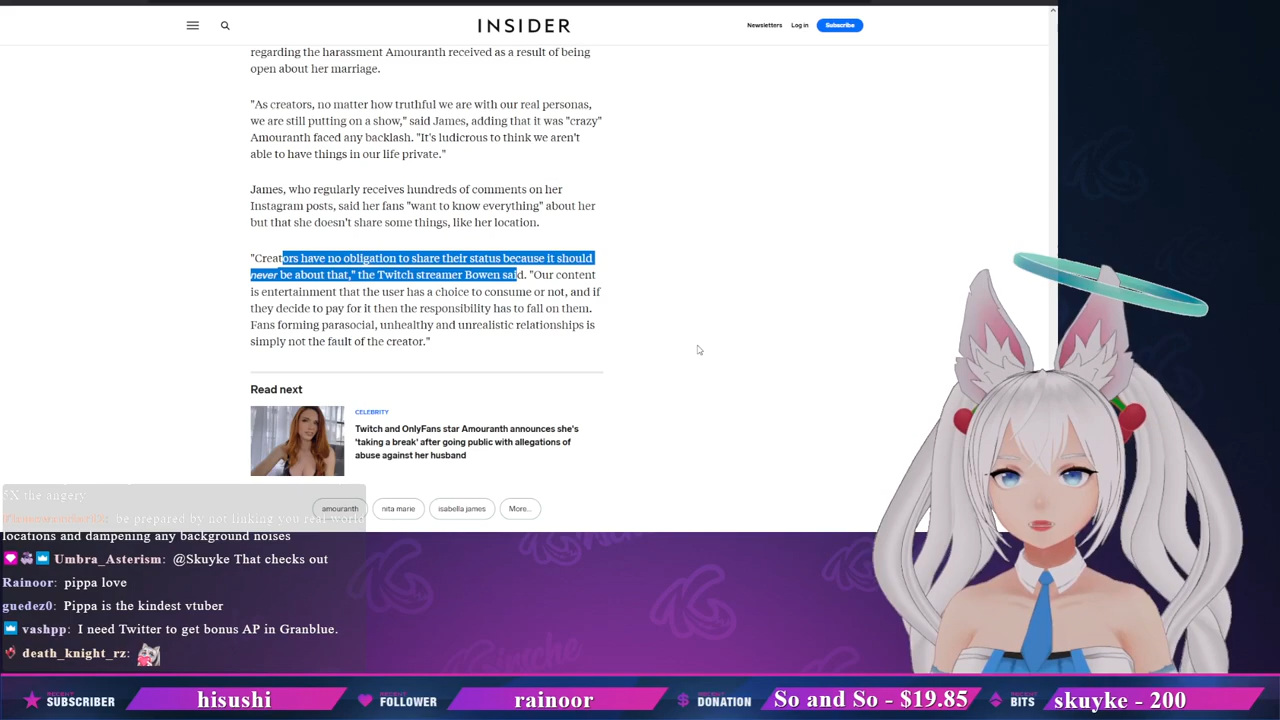 INSIDER
Newsletters
Log in
Subscribe
regarding the harassment Amouranth received as a result of being
open about her marriage.
"As creators, no matter how truthful we are with our real personas,
we are still putting on a show," said James, adding that it was "crazy"
Amouranth faced any backlash. "It's ludicrous to think we aren't
able to have things in our life private."
James, who regularly receives hundreds of comments on her
Instagram posts, said her fans "want to know everything" about her
but that she doesn't share some things, like her location.
"Creators have no obligation to share their status because it should
never be about that," the Twitch streamer Bowen said. "Our content
is entertainment that the user has a choice to consume or not, and if
they decide to pay for it then the responsibility has to fall on them.
Fans forming parasocial, unhealthy and unrealistic relationships is
simply not the fault of the creator."
Read next
CELEBRITY
Twitch and OnlyFans star Amouranth announces she's
'taking a break' after going public with allegations of
abuse against her husband
amouranth
nita marie
isabella james
More...
5X the angery
be prepared by not linking you real world
locations and dampening any background noises
Umbra_Asterism: @Skuyke That checks out
Rainoor: pippa love
guedez0: Pippa is the kindest vtuber
vashpp: I need Twitter to get bonus AP in Granblue.
death_knight_rz:
RECENT
SUBSCRIBER
hisushi
RECENT
FOLLOWER
rainoor
RECENT
DONATION
So and So - $19.85
RECENT
BITS
skuyke - 200